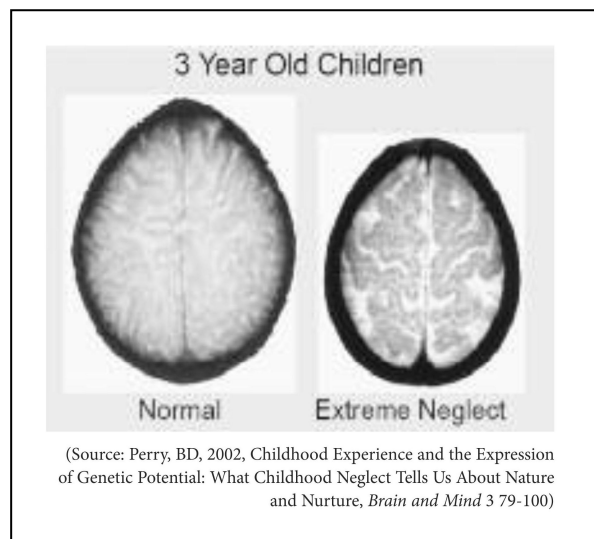 3 Year Old Children
Normal
Extreme Neglect
(Source: Perry, BD, 2002, Childhood Experience and the Expression
of Genetic Potential: What Childhood Neglect Tells Us About Nature
and Nurture, Brain and Mind 3 79-100)